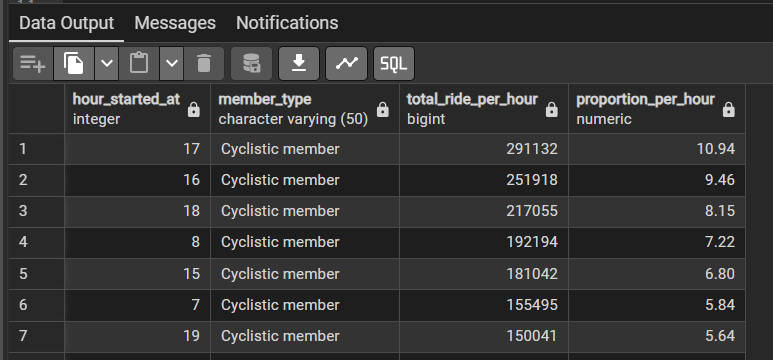 Data Output Messages Notifications
SQL
hour_started_at member_type total_ride_per_hour proportion_per_hour
integer character varying (50) bigint numeric
1 17 Cyclistic member 291132 10.94
2 16 Cyclistic member 251918 9.46
3 18 Cyclistic member 217055 8.15
4 8 Cyclistic member 192194 7.22
5 15 Cyclistic member 181042 6.80
6 7 Cyclistic member 155495 5.84
7 19 Cyclistic member 150041 5.64